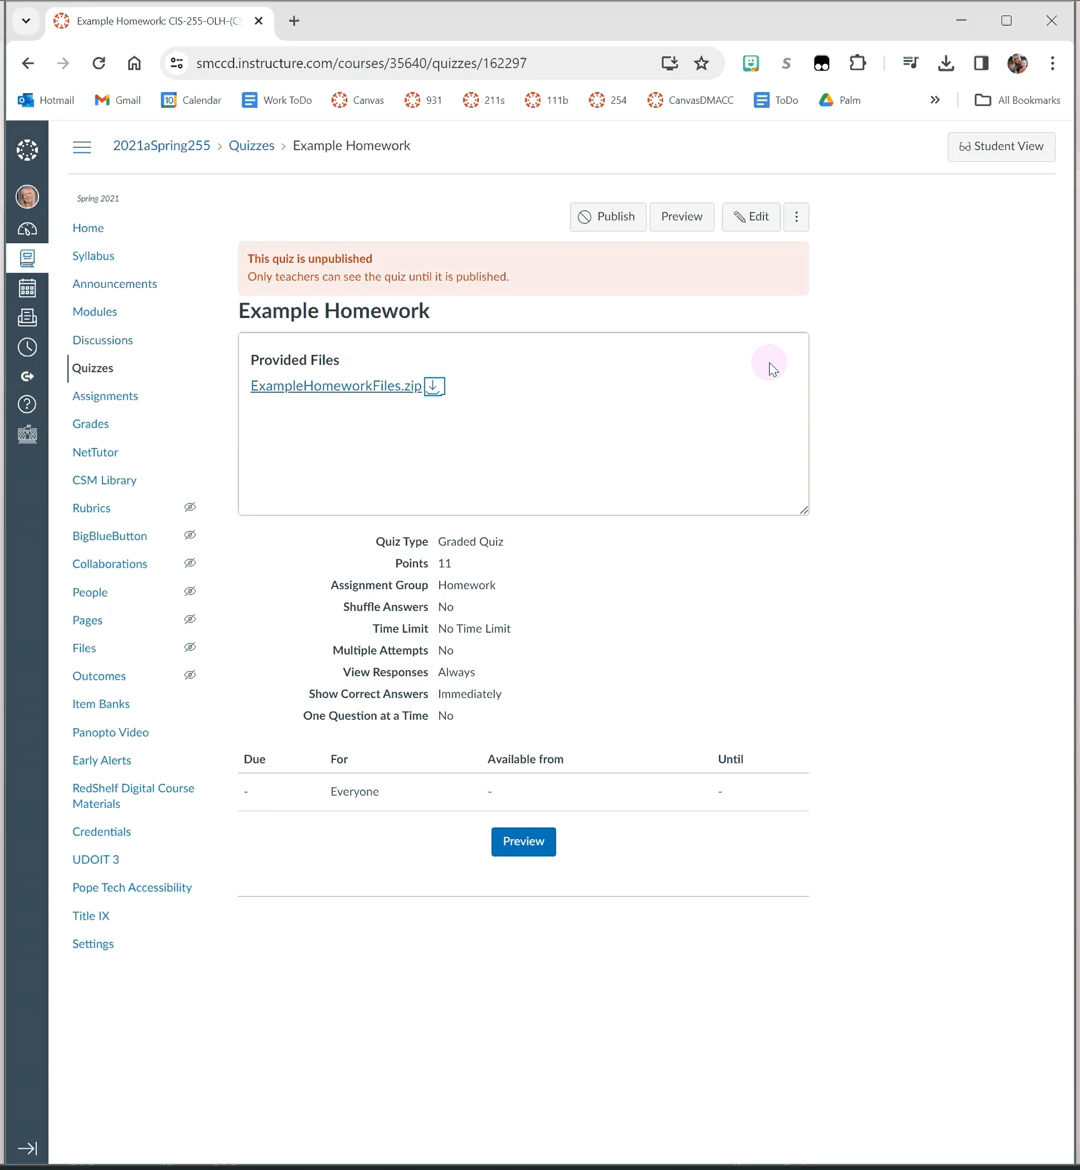 Example Homework: CIS-255-OLH-(C
smccd.instructure.com/courses/35640/quizzes/162297
Hotmail
Gmail
10 Calendar
Work ToDo
Canvas
931
211s
111b
254
CanvasDMACC
ToDo
Palm
All Bookmarks
2021aSpring255 › Quizzes › Example Homework
Student View
Spring 2021
Home
Syllabus
Announcements
Modules
Discussions
Quizzes
Assignments
Grades
NetTutor
CSM Library
Rubrics
BigBlueButton
Collaborations
People
Pages
Files
Outcomes
Item Banks
Panopto Video
Early Alerts
RedShelf Digital Course
Materials
Credentials
UDOIT 3
Pope Tech Accessibility
Title IX
Settings
Publish
Preview
Edit
This quiz is unpublished
Only teachers can see the quiz until it is published.
Example Homework
Provided Files
ExampleHomeworkFiles.zip
Quiz Type Graded Quiz
Points 11
Assignment Group Homework
Shuffle Answers No
Time Limit No Time Limit
Multiple Attempts No
View Responses Always
Show Correct Answers Immediately
One Question at a Time No
Due For Available from Until
- Everyone - -
Preview